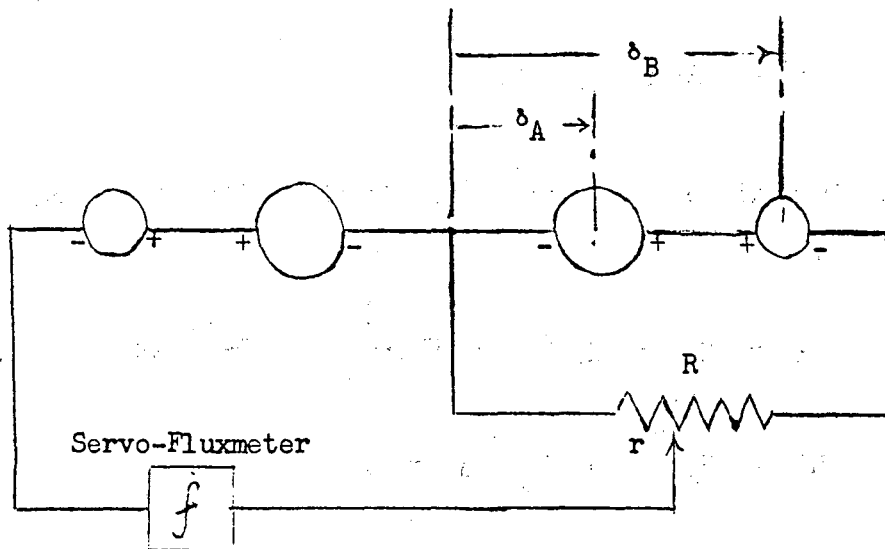 δB
δA
- + + - - + + -
R
r
Servo-Fluxmeter
∫